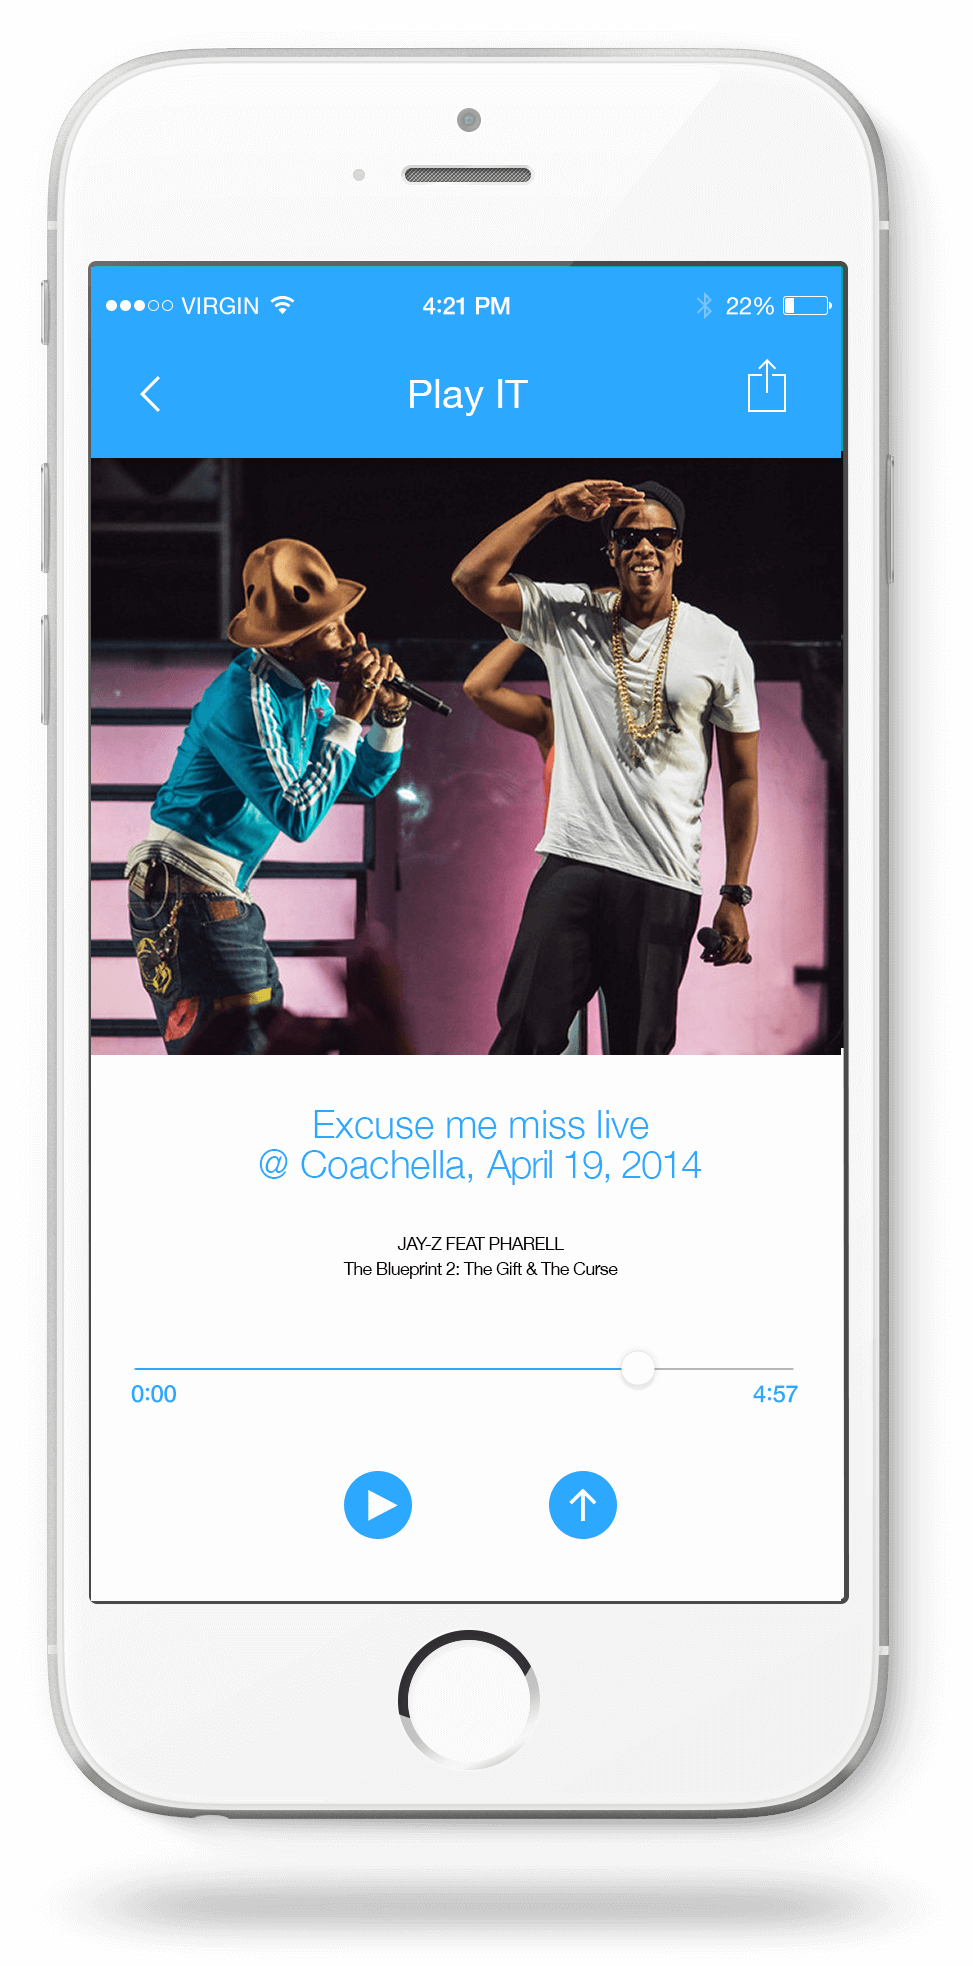 VIRGIN 4:21 PM 22%
Play IT
Excuse me miss live
@ Coachella, April 19, 2014
JAY-Z FEAT PHARELL
The Blueprint 2: The Gift & The Curse
0:00 4:57